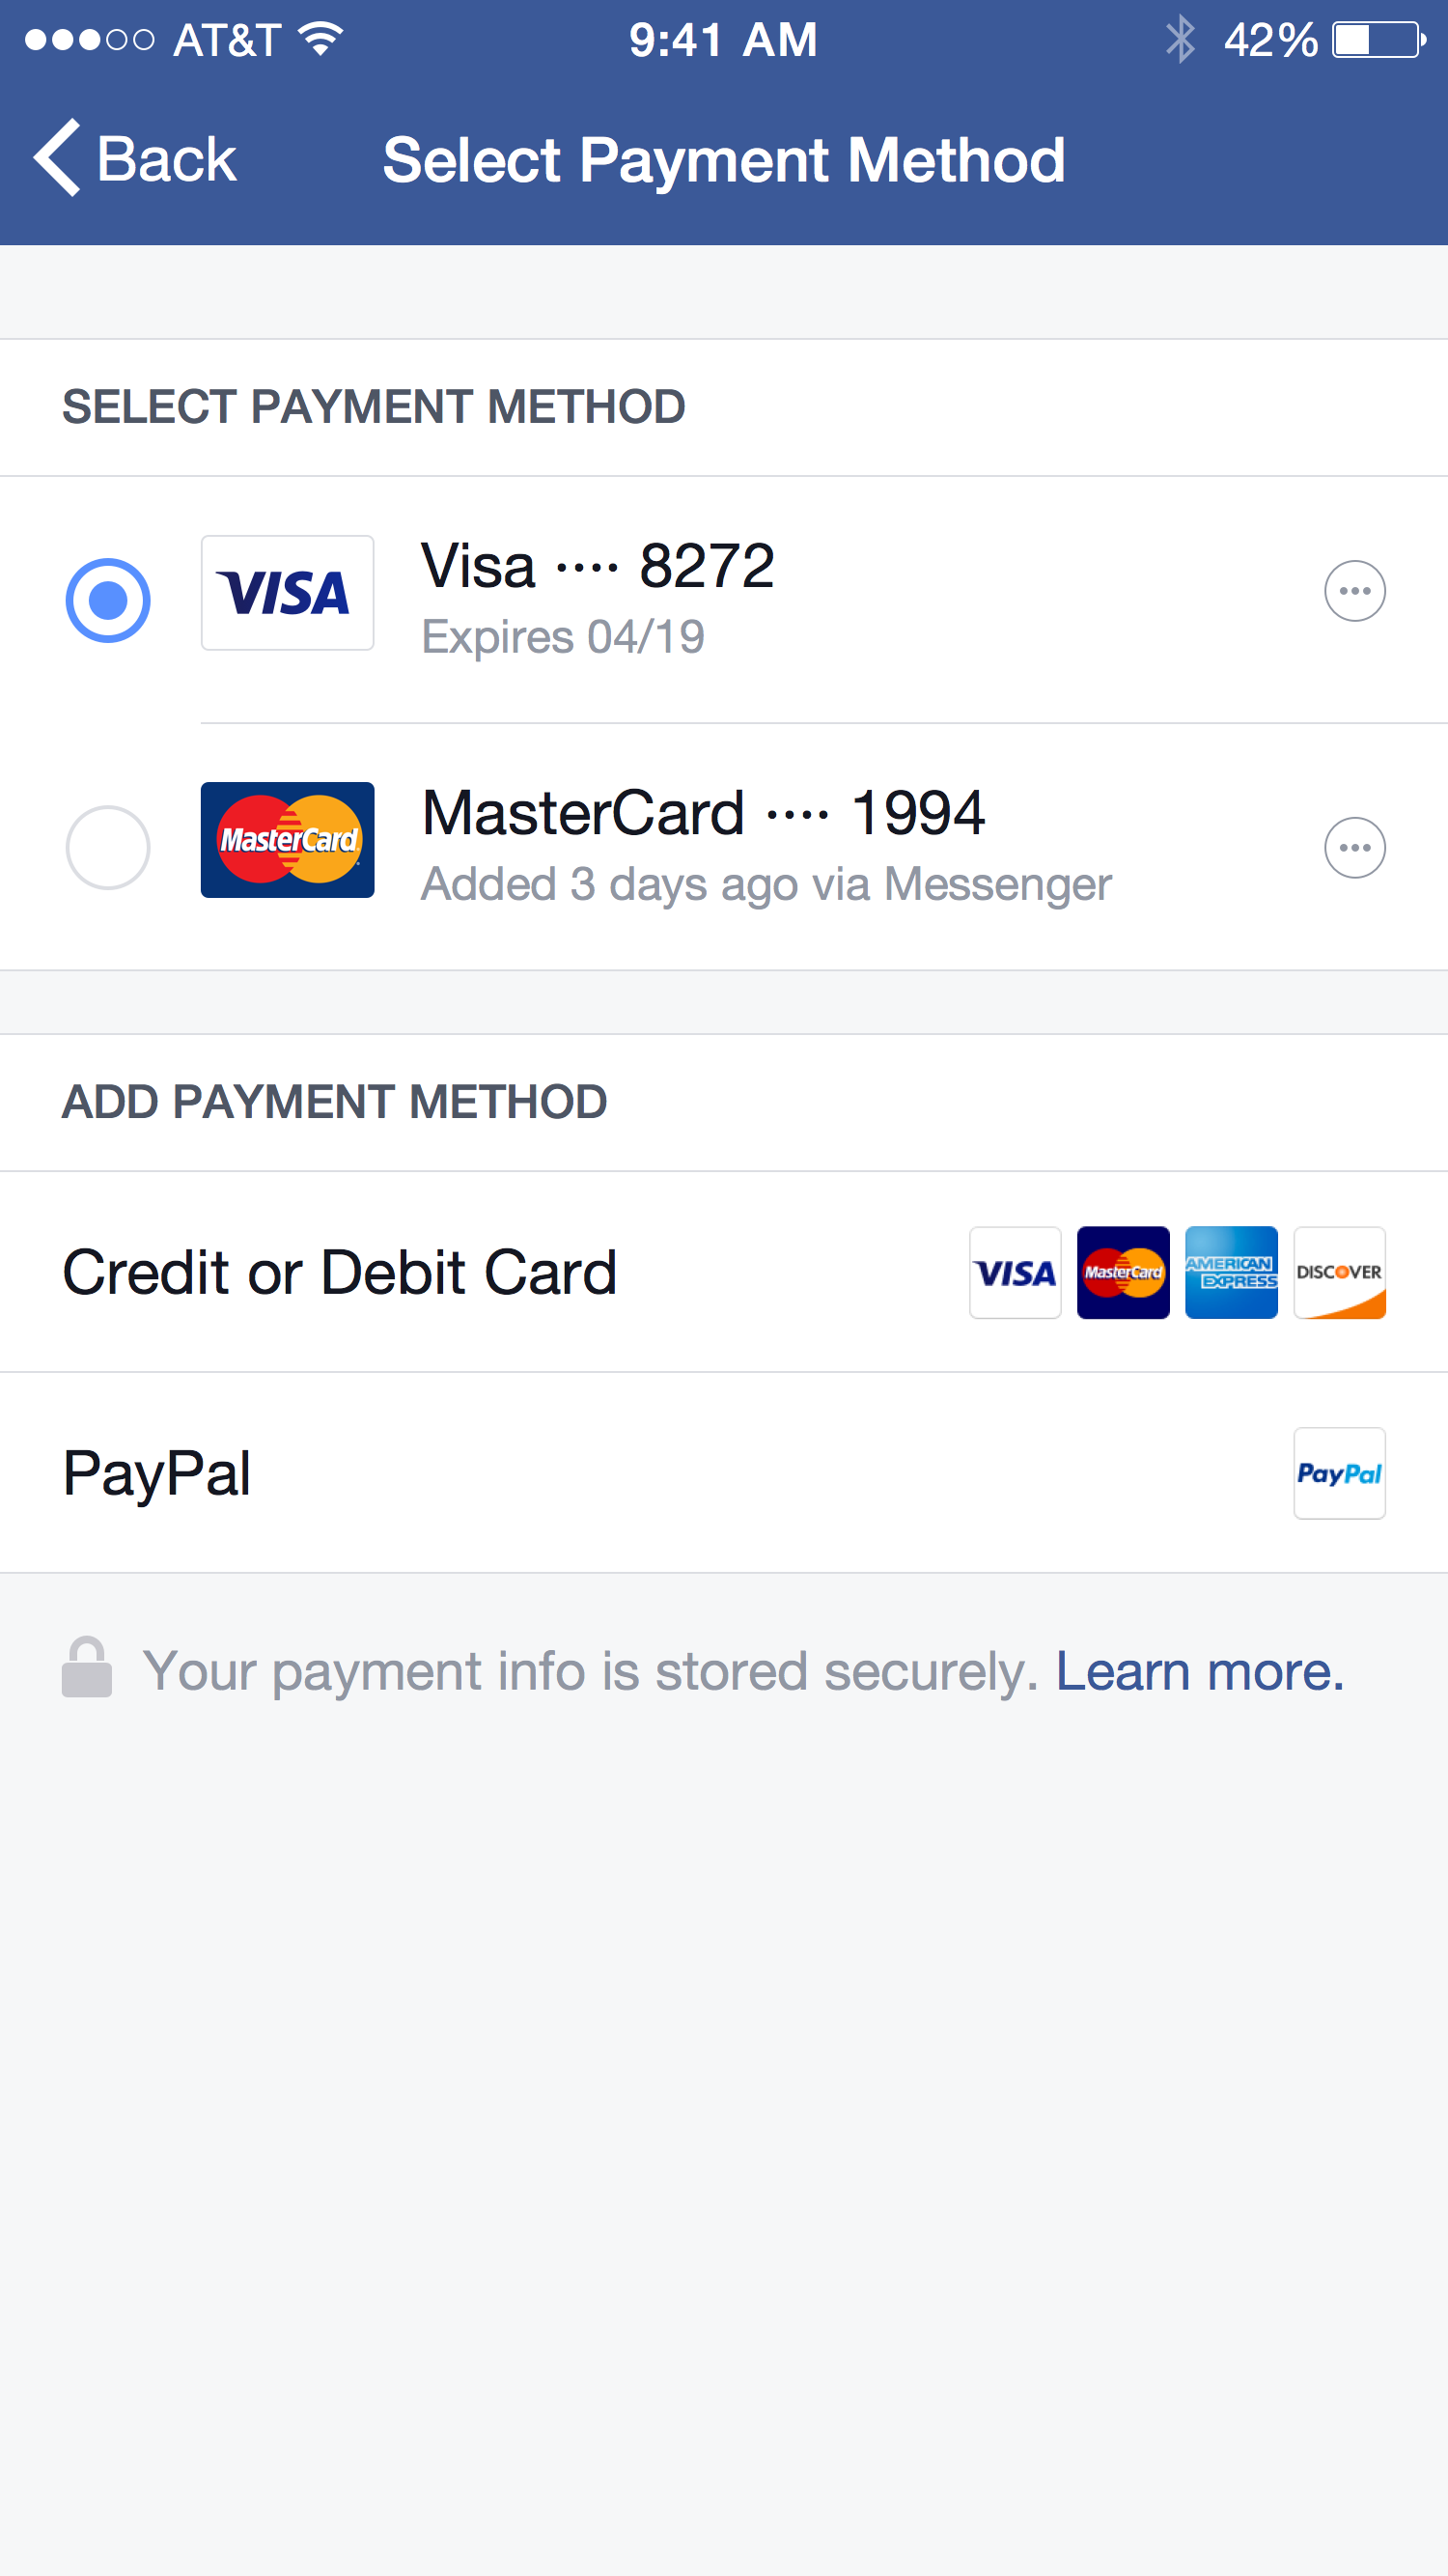 AT&T 9:41 AM 42%
Back Select Payment Method
SELECT PAYMENT METHOD
VISA Visa ···· 8272
Expires 04/19
MasterCard MasterCard ···· 1994
Added 3 days ago via Messenger
ADD PAYMENT METHOD
Credit or Debit Card VISA MasterCard AMERICAN EXPRESS DISCOVER
PayPal PayPal
Your payment info is stored securely. Learn more.